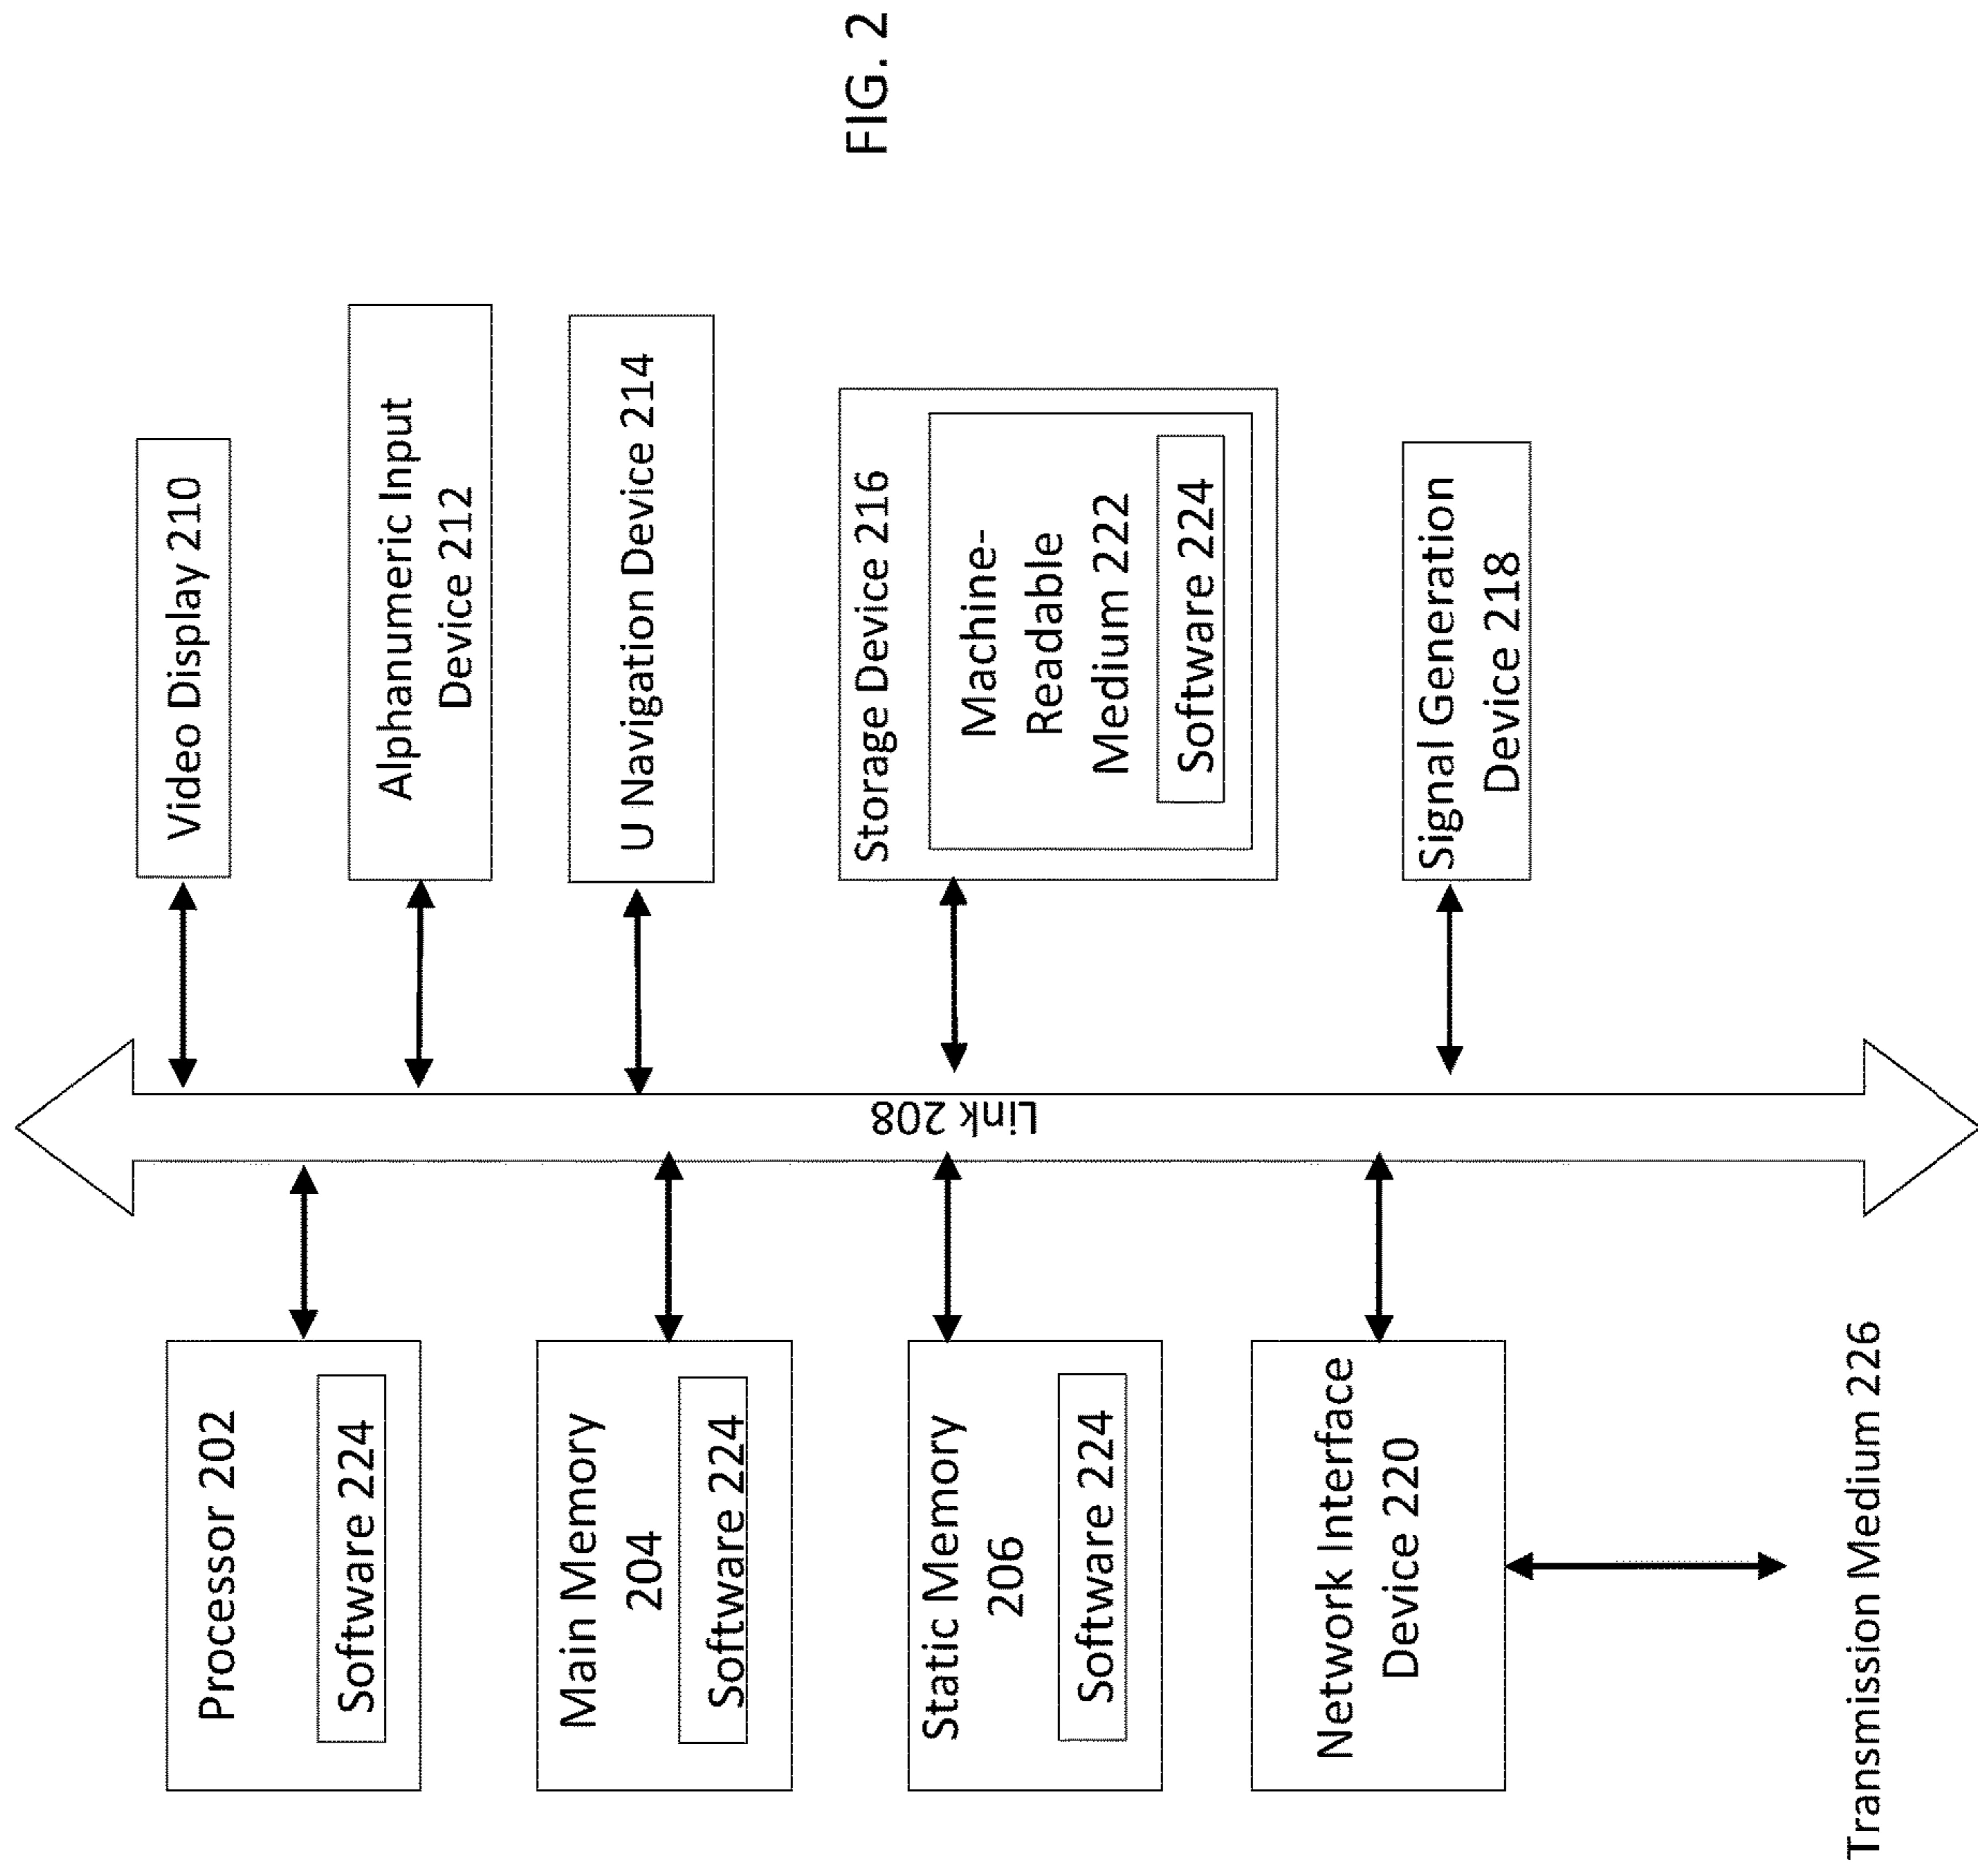 Processor 202
Software 224
Main Memory
204
Software 224
Static Memory
206
Software 224
Network Interface
Device 220
Transmission Medium 226
Link 208
Video Display 210
Alphanumeric Input
Device 212
U Navigation Device 214
Storage Device 216
Machine-
Readable
Medium 222
Software 224
Signal Generation
Device 218
FIG. 2